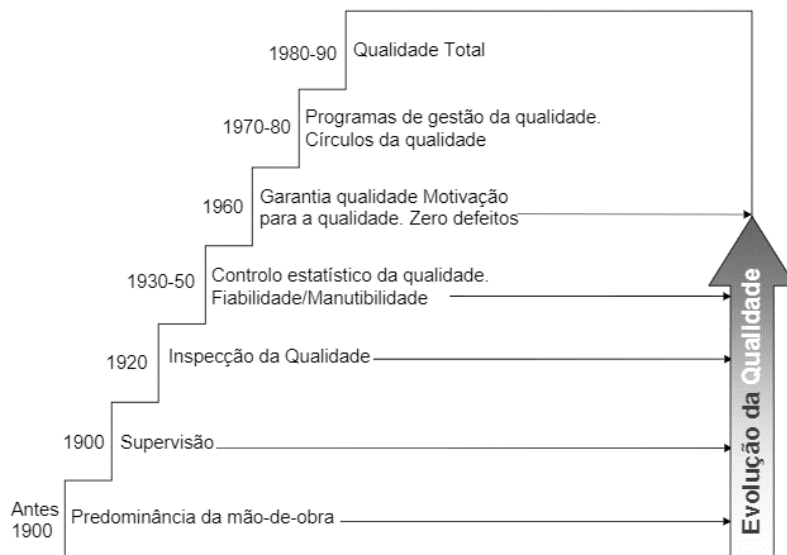 1980-90
Qualidade Total
1970-80
Programas de gestão da qualidade.
Círculos da qualidade
1960
Garantia qualidade Motivação
para a qualidade. Zero defeitos
1930-50
Controlo estatístico da qualidade.
Fiabilidade/Manutibilidade
1920
Inspecção da Qualidade
1900
Supervisão
Antes
1900
Predominância da mão-de-obra
Evolução da Qualidade